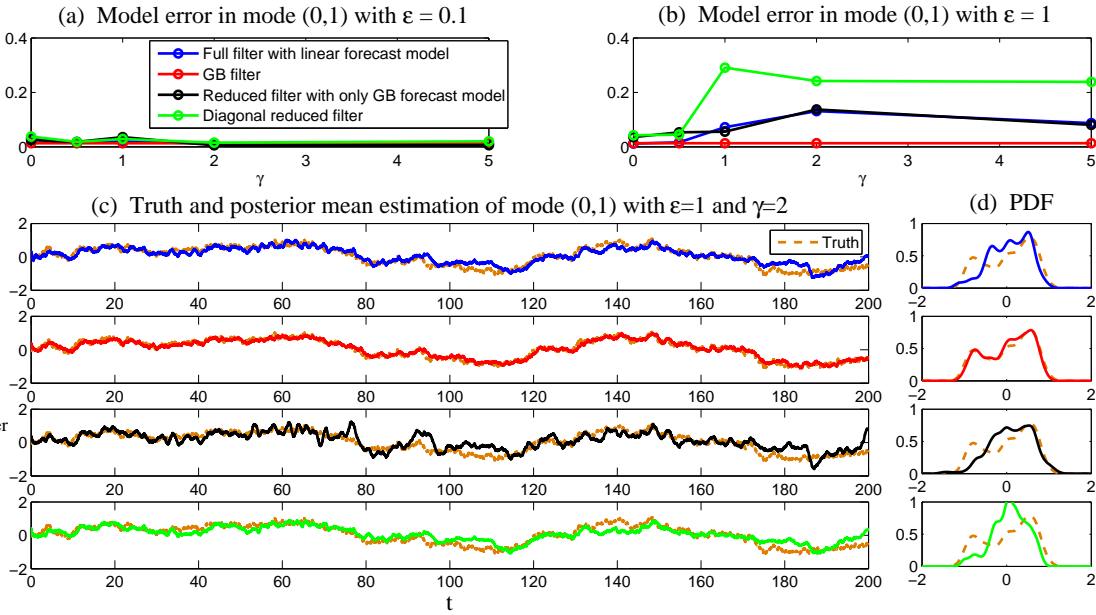 (a) Model error in mode (0,1) with ε = 0.1
(b) Model error in mode (0,1) with ε = 1
0.4
0.2
0
0 1 2 3 4 5
γ
Full filter with linear forecast model
GB filter
Reduced filter with only GB forecast model
Diagonal reduced filter
0.4
0.2
0
0 1 2 3 4 5
γ
(c) Truth and posterior mean estimation of mode (0,1) with ε=1 and γ=2
(d) PDF
2
0
−2
0 20 40 60 80 100 120 140 160 180 200
Truth
1
0.5
0
−2 0 2
2
0
−2
0 20 40 60 80 100 120 140 160 180 200
1
0.5
0
−2 0 2
er
2
0
−2
0 20 40 60 80 100 120 140 160 180 200
1
0.5
0
−2 0 2
2
0
−2
0 20 40 60 80 100 120 140 160 180 200
t
1
0.5
0
−2 0 2